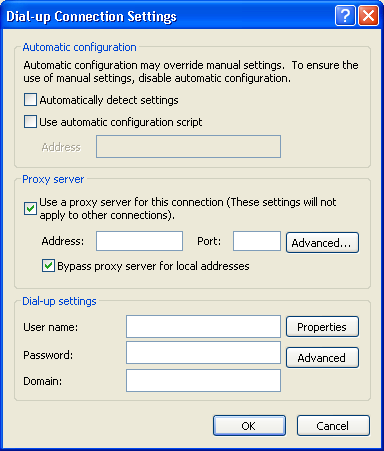 Dial-up Connection Settings
Automatic configuration
Automatic configuration may override manual settings. To ensure the
use of manual settings, disable automatic configuration.
Automatically detect settings
Use automatic configuration script
Address
Proxy server
Use a proxy server for this connection (These settings will not
apply to other connections).
Address: Port: Advanced...
Bypass proxy server for local addresses
Dial-up settings
User name: Properties
Password: Advanced
Domain:
OK Cancel